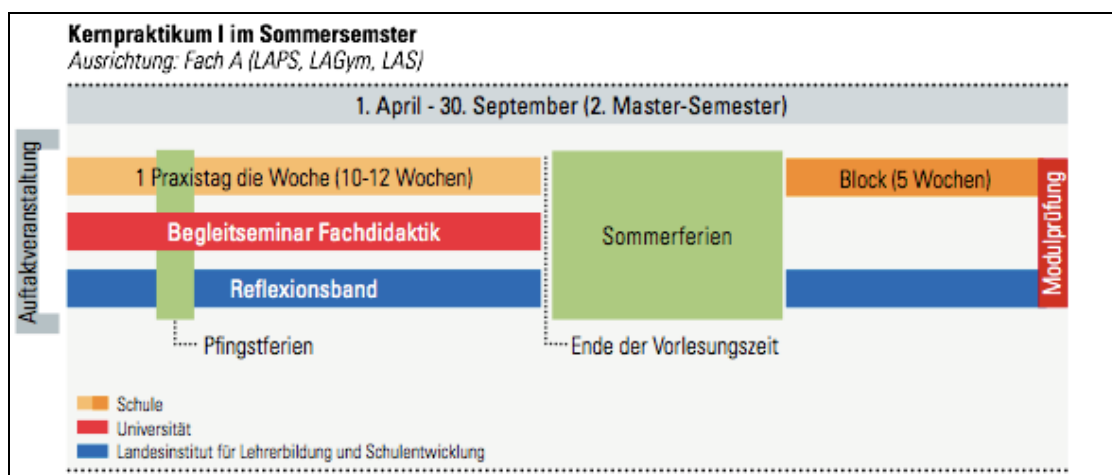 Kernpraktikum I im Sommersemster
Ausrichtung: Fach A (LAPS, LAGym, LAS)
1. April - 30. September (2. Master-Semester)
Auftaktveranstaltung
1 Praxistag die Woche (10-12 Wochen)
Block (5 Wochen)
Begleitseminar Fachdidaktik
Sommerferien
Modulprüfung
Reflexionsband
Pfingstferien
Ende der Vorlesungszeit
Schule
Universität
Landesinstitut für Lehrerbildung und Schulentwicklung